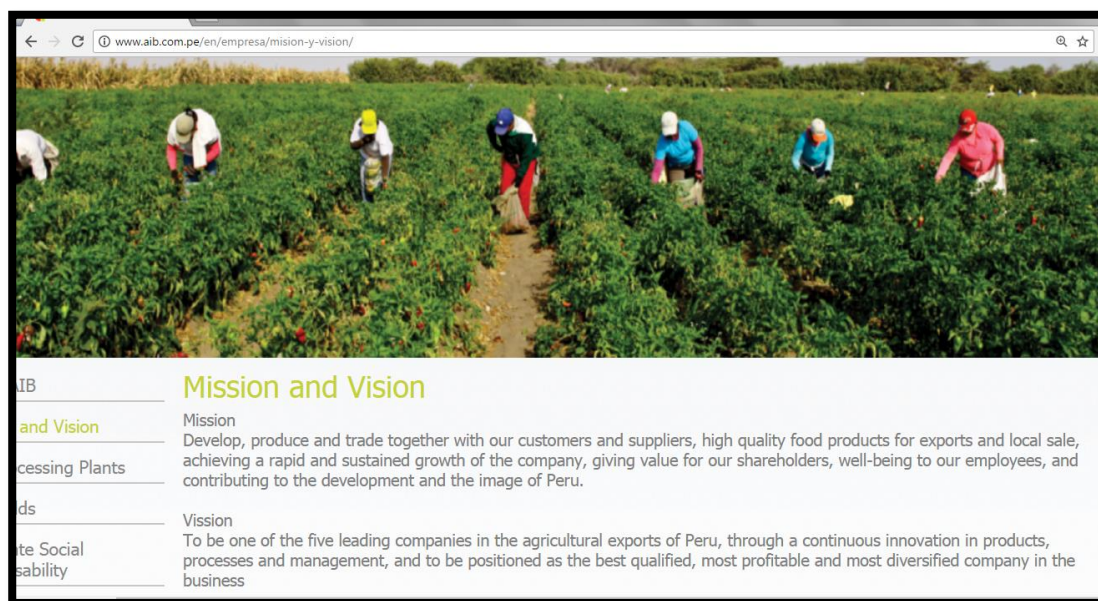 www.aib.com.pe/en/empresa/mision-y-vision/
AIB
and Vision
cessing Plants
lds
te Social
sability
Mission and Vision
Mission
Develop, produce and trade together with our customers and suppliers, high quality food products for exports and local sale,
achieving a rapid and sustained growth of the company, giving value for our shareholders, well-being to our employees, and
contributing to the development and the image of Peru.
Vission
To be one of the five leading companies in the agricultural exports of Peru, through a continuous innovation in products,
processes and management, and to be positioned as the best qualified, most profitable and most diversified company in the
business